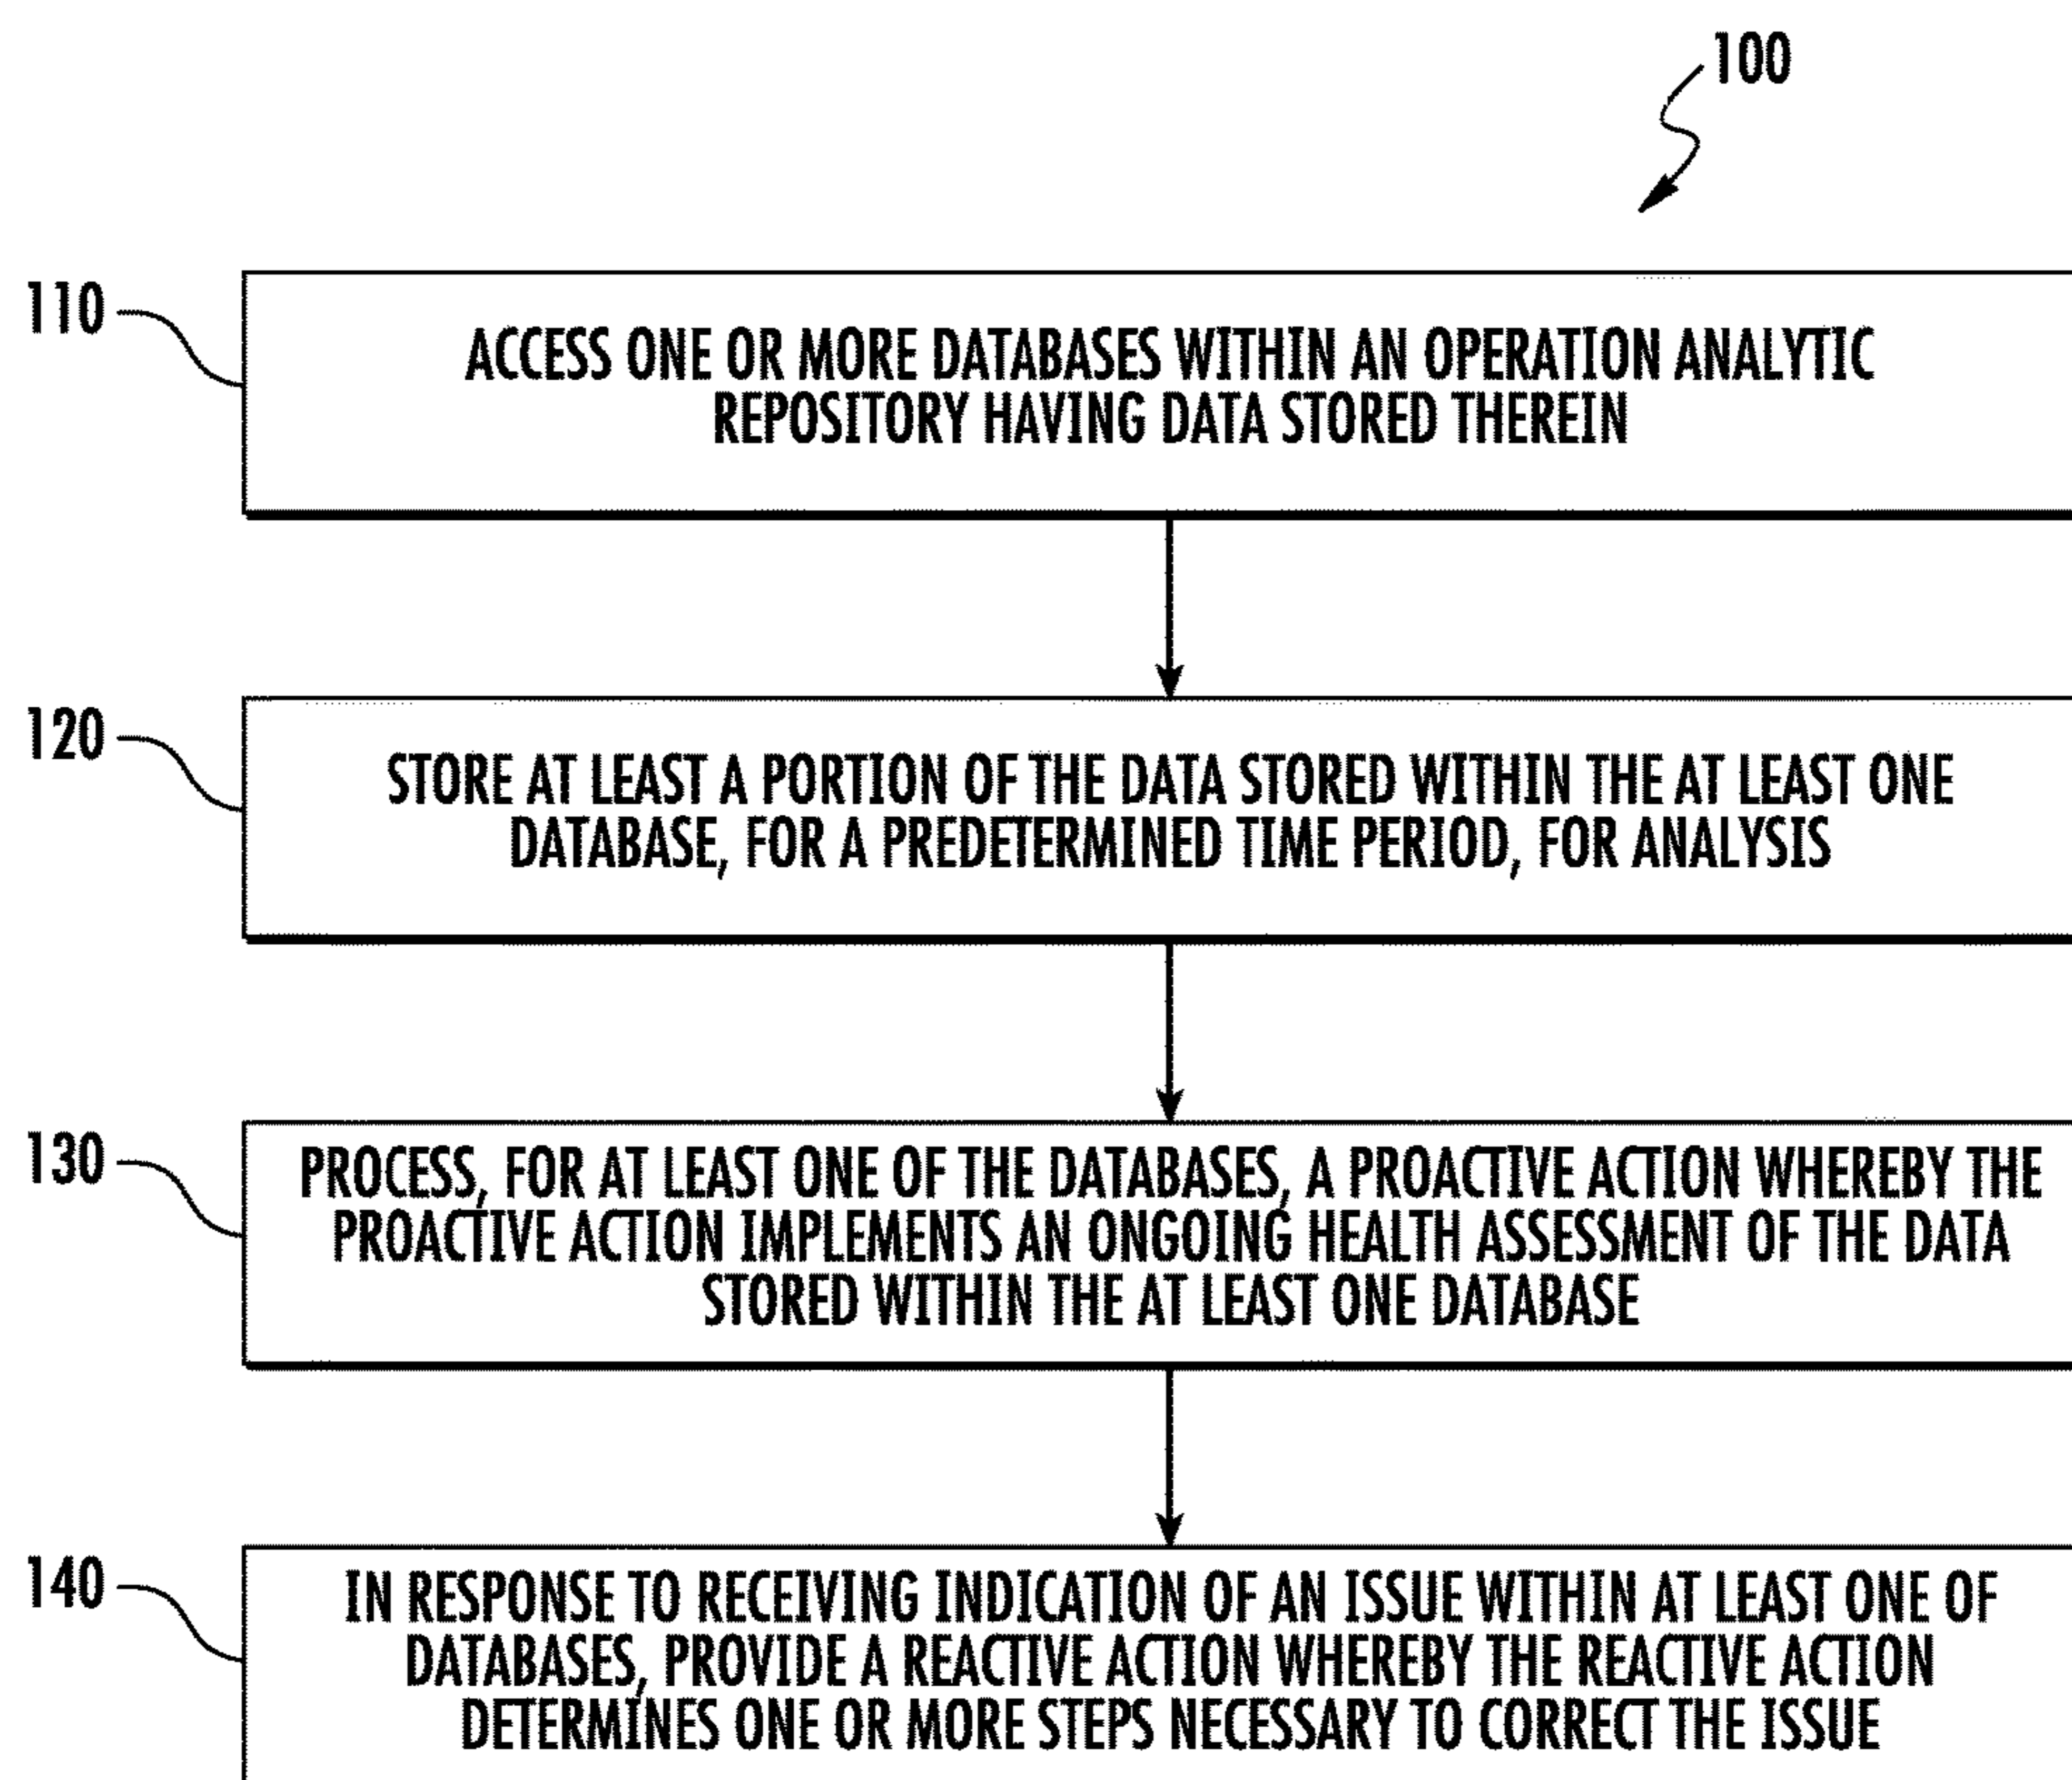 100
110
ACCESS ONE OR MORE DATABASES WITHIN AN OPERATION ANALYTIC
REPOSITORY HAVING DATA STORED THEREIN
120
STORE AT LEAST A PORTION OF THE DATA STORED WITHIN THE AT LEAST ONE
DATABASE, FOR A PREDETERMINED TIME PERIOD, FOR ANALYSIS
130
PROCESS, FOR AT LEAST ONE OF THE DATABASES, A PROACTIVE ACTION WHEREBY THE
PROACTIVE ACTION IMPLEMENTS AN ONGOING HEALTH ASSESSMENT OF THE DATA
STORED WITHIN THE AT LEAST ONE DATABASE
140
IN RESPONSE TO RECEIVING INDICATION OF AN ISSUE WITHIN AT LEAST ONE OF
DATABASES, PROVIDE A REACTIVE ACTION WHEREBY THE REACTIVE ACTION
DETERMINES ONE OR MORE STEPS NECESSARY TO CORRECT THE ISSUE